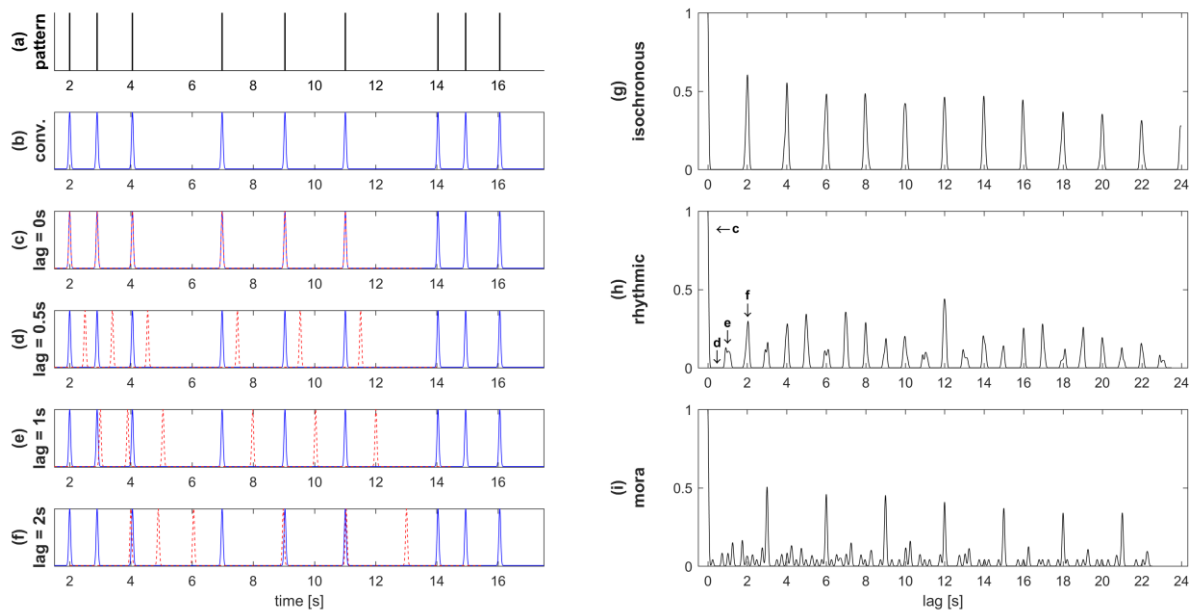 (a)
pattern
2 4 6 8 10 12 14 16
(b)
conv.
2 4 6 8 10 12 14 16
(c)
lag = 0s
2 4 6 8 10 12 14 16
(d)
lag = 0.5s
2 4 6 8 10 12 14 16
(e)
lag = 1s
2 4 6 8 10 12 14 16
(f)
lag = 2s
2 4 6 8 10 12 14 16
time [s]
(g)
isochronous
1
0.5
0
0 2 4 6 8 10 12 14 16 18 20 22 24
(h)
rhythmic
1
←c
0.5
f
e
d
0
0 2 4 6 8 10 12 14 16 18 20 22 24
(i)
mora
1
0.5
0
0 2 4 6 8 10 12 14 16 18 20 22 24
lag [s]